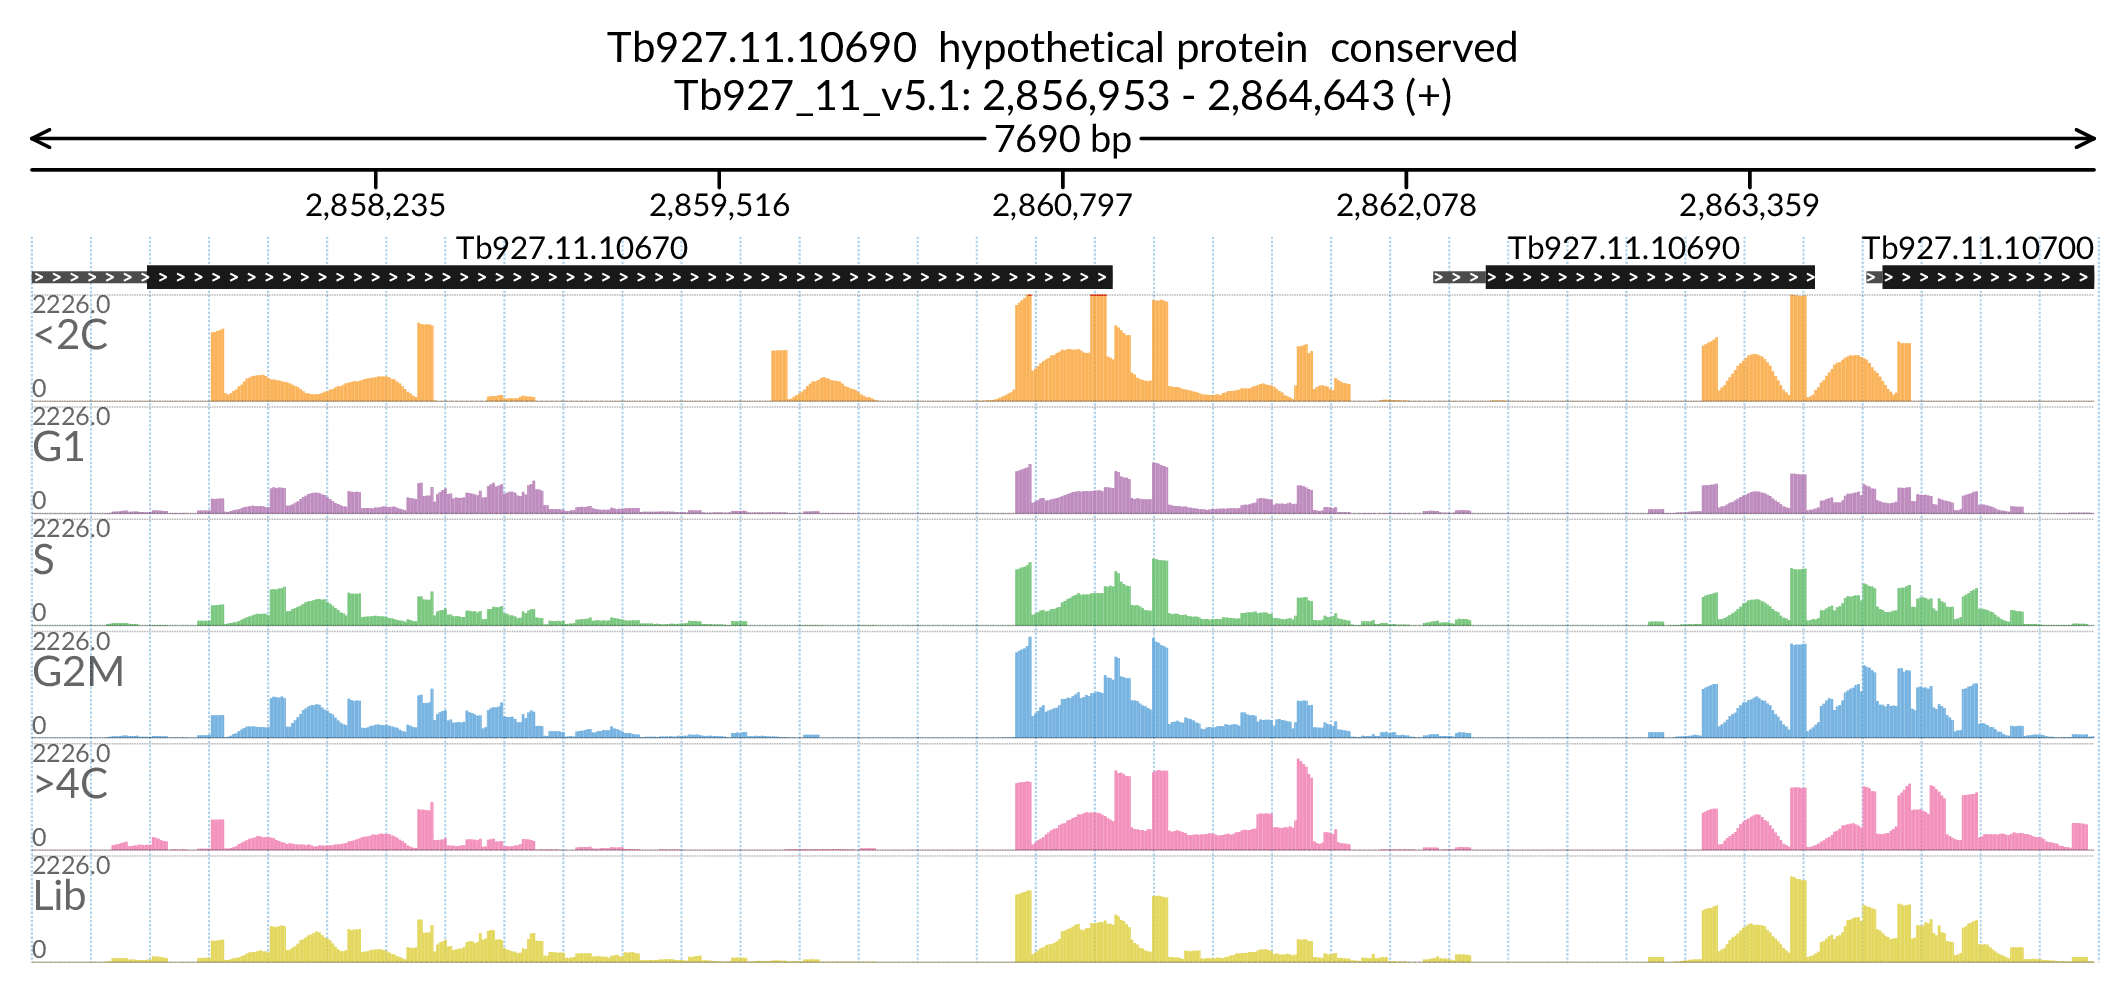 Tb927.11.10690 hypothetical protein conserved
Tb927_11_v5.1: 2,856,953 - 2,864,643 (+)
7690 bp
2,858,235 2,859,516 2,860,797 2,862,078 2,863,359
Tb927.11.10670 Tb927.11.10690 Tb927.11.10700
2226.0
<2C
0
2226.0
G1
0
2226.0
S
0
2226.0
G2M
0
2226.0
>4C
0
2226.0
Lib
0